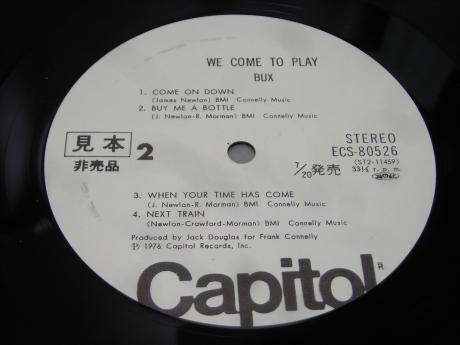 WE COME TO PLAY
BUX
1. COME ON DOWN
(James Newlon) BMI Connelly Music
2. BUY ME A BOTTLE
(J. Newlon-R. Morman) BMI Connelly Music
見本
非売品
2
STEREO
ECS-80526
(ST2-11459)
7/20発売 33⅓ r. p. m.
3. WHEN YOUR TIME HAS COME
(J. Newlon-R. Morman) BMI Connelly Music
4. NEXT TRAIN
(Newlon-Crawford-Morman) BMI Connelly Music
Produced by Jack Douglas for Frank Connelly
Ⓟ 1976 Capitol Records, Inc.
Capitol®